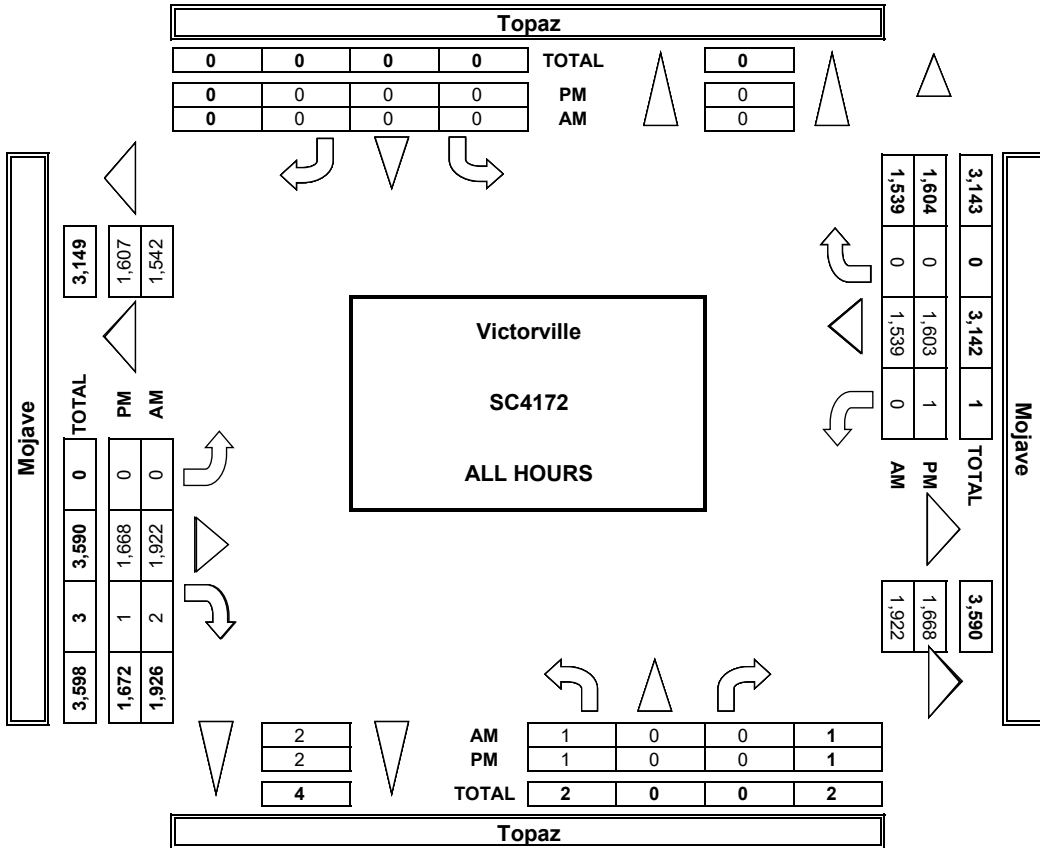 Topaz
0 0 0 0 TOTAL 0
0 0 0 0 PM 0
0 0 0 0 AM 0
Mojave
3,149
1,607
1,542
TOTAL 0 3,590 3 3,598
PM 0 1,668 1 1,672
AM 0 1,922 2 1,926
Victorville
SC4172
ALL HOURS
3,143 0 3,142 1 TOTAL
1,604 0 1,603 1 PM
1,539 0 1,539 0 AM
3,590
1,668
1,922
Mojave
2 AM 1 0 0 1
2 PM 1 0 0 1
4 TOTAL 2 0 0 2
Topaz